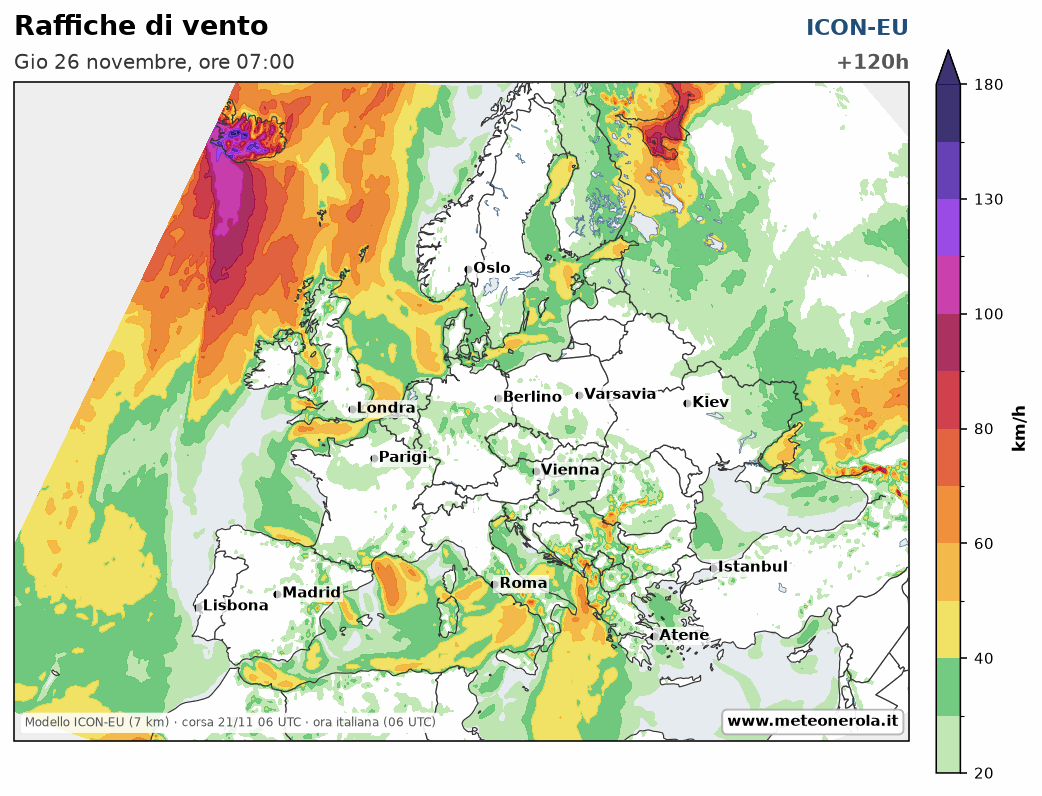 Raffiche di vento
ICON-EU
Gio 26 novembre, ore 07:00
+120h
180
130
100
80
60
40
20
km/h
Oslo
Berlino
Varsavia
Kiev
Londra
Parigi
Vienna
Istanbul
Roma
Madrid
Lisbona
Atene
Modello ICON-EU (7 km) · corsa 21/11 06 UTC · ora italiana (06 UTC)
www.meteonerola.it